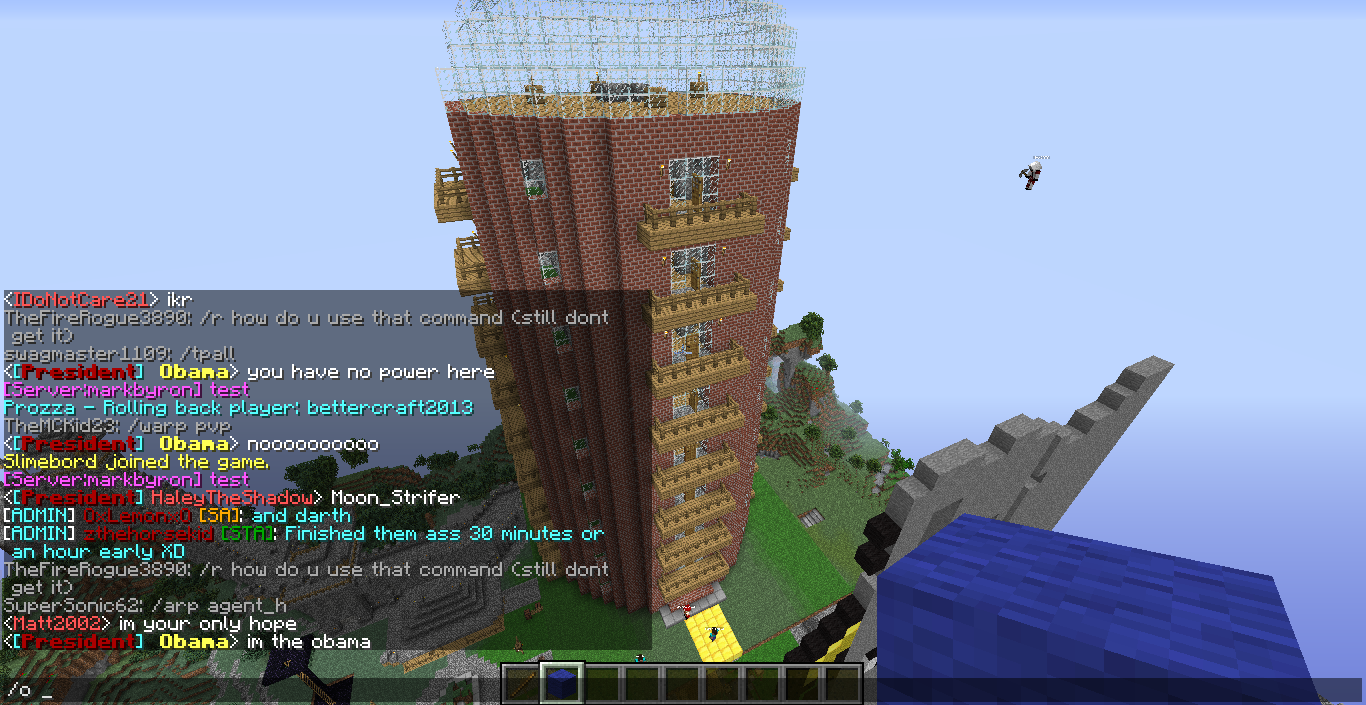 <IDoNotCare21> ikr
TheFireRogue3890: /r how do u use that command (still dont
get it)
swagmaster1109: /tpall
<[President] Obama> you have no power here
[Server:markbyron] test
Prozza - Rolling back player: bettercraft2013
TheMCKid23: /warp pvp
<[President] Obama> nooooooooooo
Slimebord joined the game.
[Server:markbyron] test
<[President] HaleyTheShadow> Moon_Strifer
[ADMIN] 0xLemonx0 [SA]: and darth
[ADMIN] zthehorsekid [STA]: Finished them ass 30 minutes or
an hour early XD
TheFireRogue3890: /r how do u use that command (still dont
get it)
SuperSonic62: /arp agent_h
<Matt2002> im your only hope
<[President] Obama> im the obama
/o _